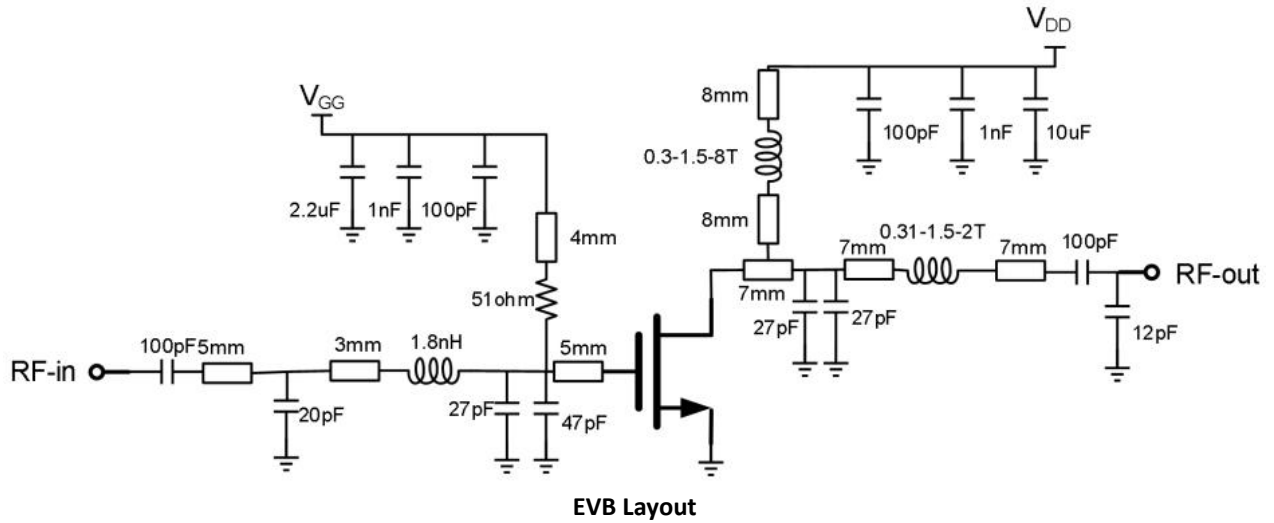 V_DD
8mm
V_GG
100pF 1nF 10uF
0.3-1.5-8T
2.2uF 1nF 100pF
4mm
8mm
0.31-1.5-2T
7mm 7mm 100pF
RF-out
51ohm
7mm
27pF 27pF
12pF
100pF 5mm 3mm 1.8nH 5mm
RF-in
20pF 27pF 47pF
EVB Layout